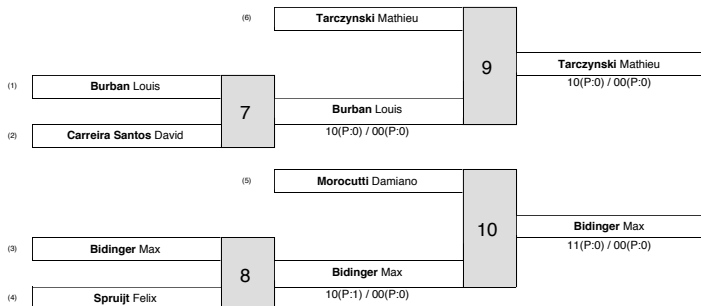 (6) Tarczynski Mathieu
9
Tarczynski Mathieu
10(P:0) / 00(P:0)
(1) Burban Louis
7
Burban Louis
10(P:0) / 00(P:0)
(2) Carreira Santos David
(5) Morocutti Damiano
10
Bidinger Max
11(P:0) / 00(P:0)
(3) Bidinger Max
8
Bidinger Max
10(P:1) / 00(P:0)
(4) Spruijt Felix